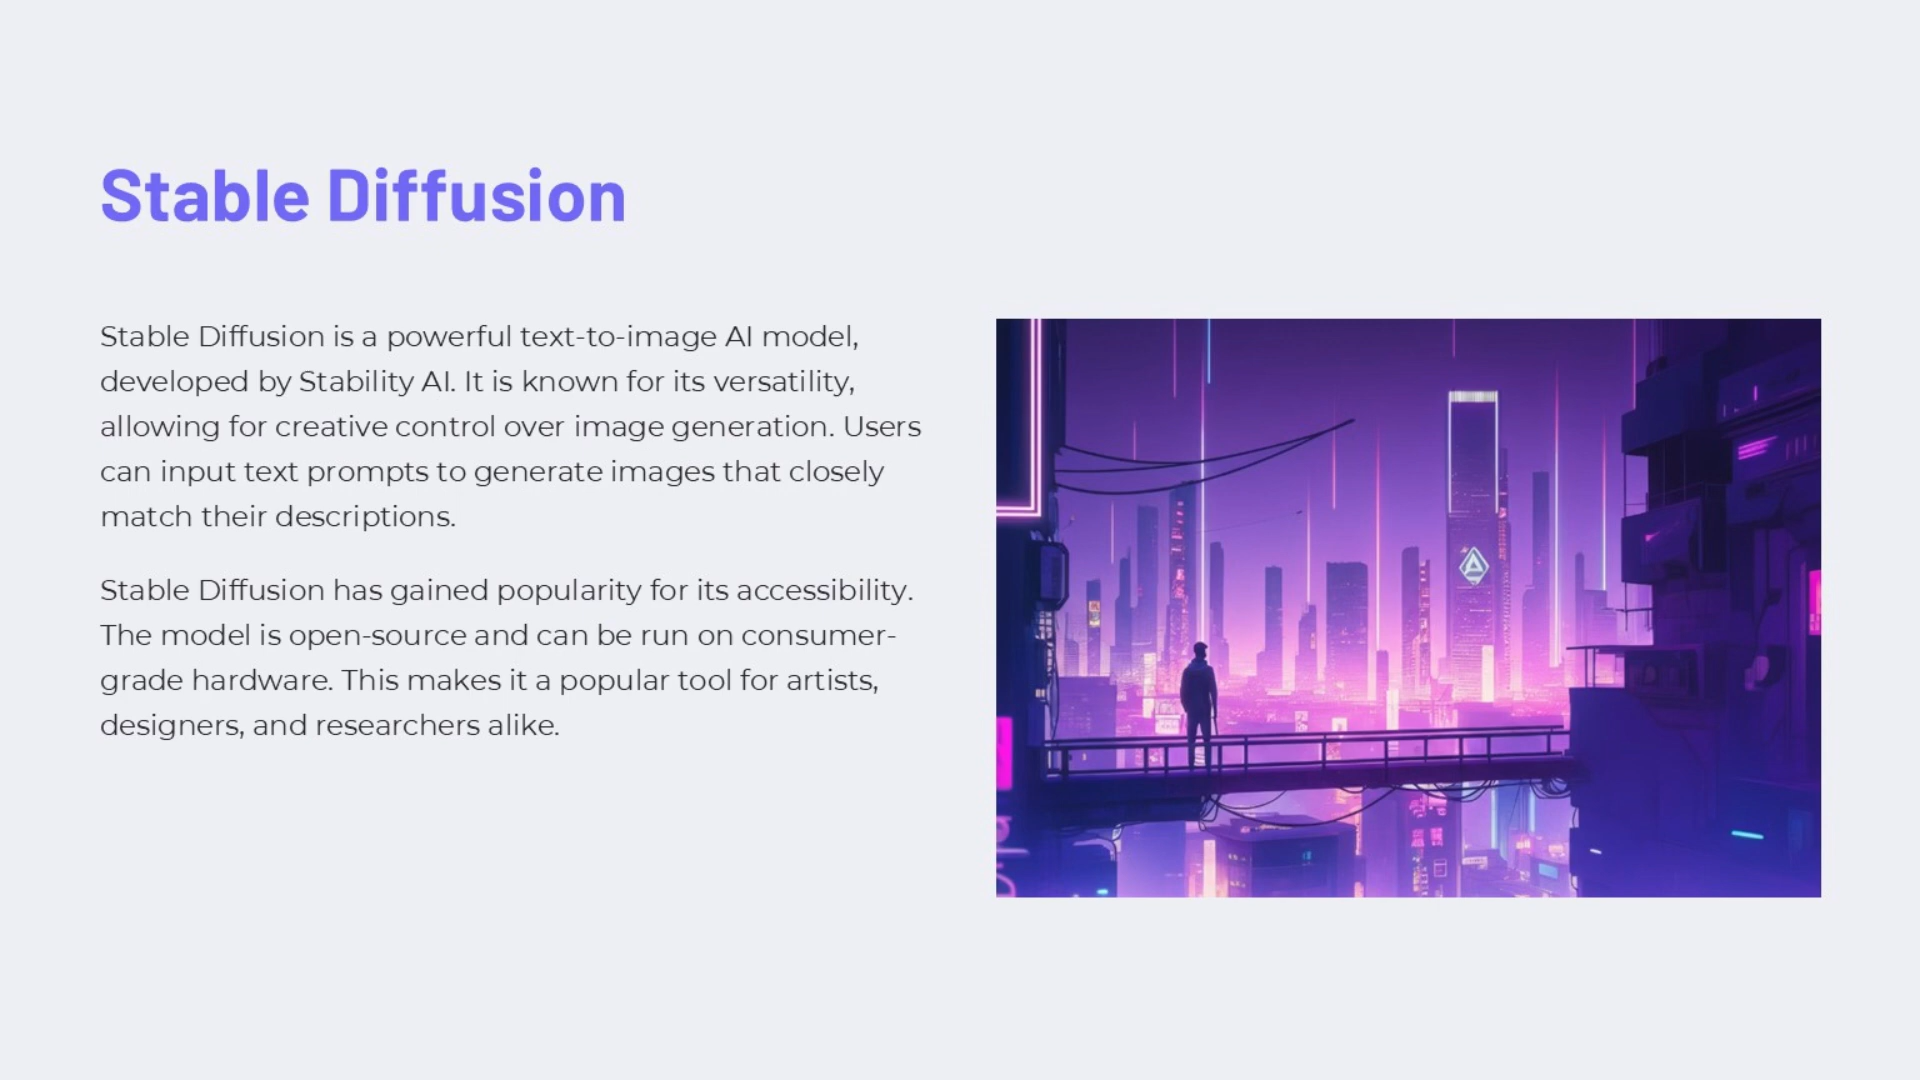 Stable Diffusion
Stable Diffusion is a powerful text-to-image AI model,
developed by Stability AI. It is known for its versatility,
allowing for creative control over image generation. Users
can input text prompts to generate images that closely
match their descriptions.
Stable Diffusion has gained popularity for its accessibility.
The model is open-source and can be run on consumer-
grade hardware. This makes it a popular tool for artists,
designers, and researchers alike.